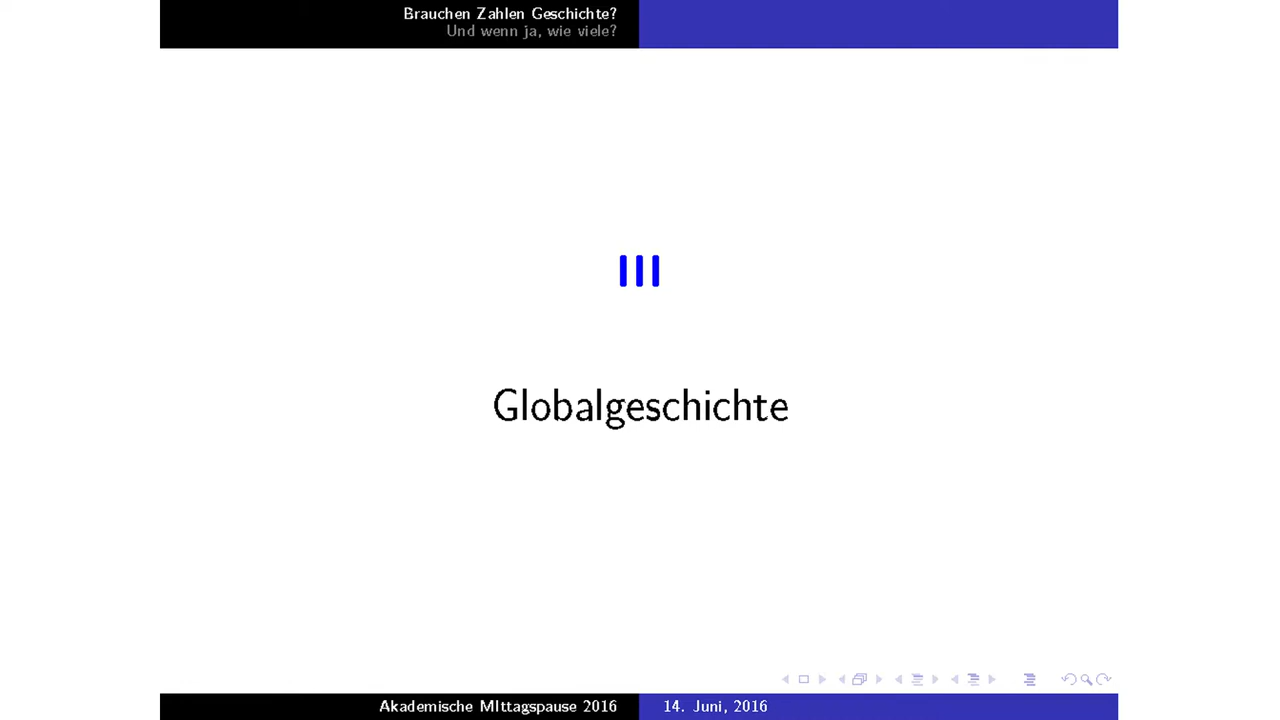 Brauchen Zahlen Geschichte?
Und wenn ja, wie viele?
III
Globalgeschichte
Akademische MIttagspause 2016
14. Juni, 2016